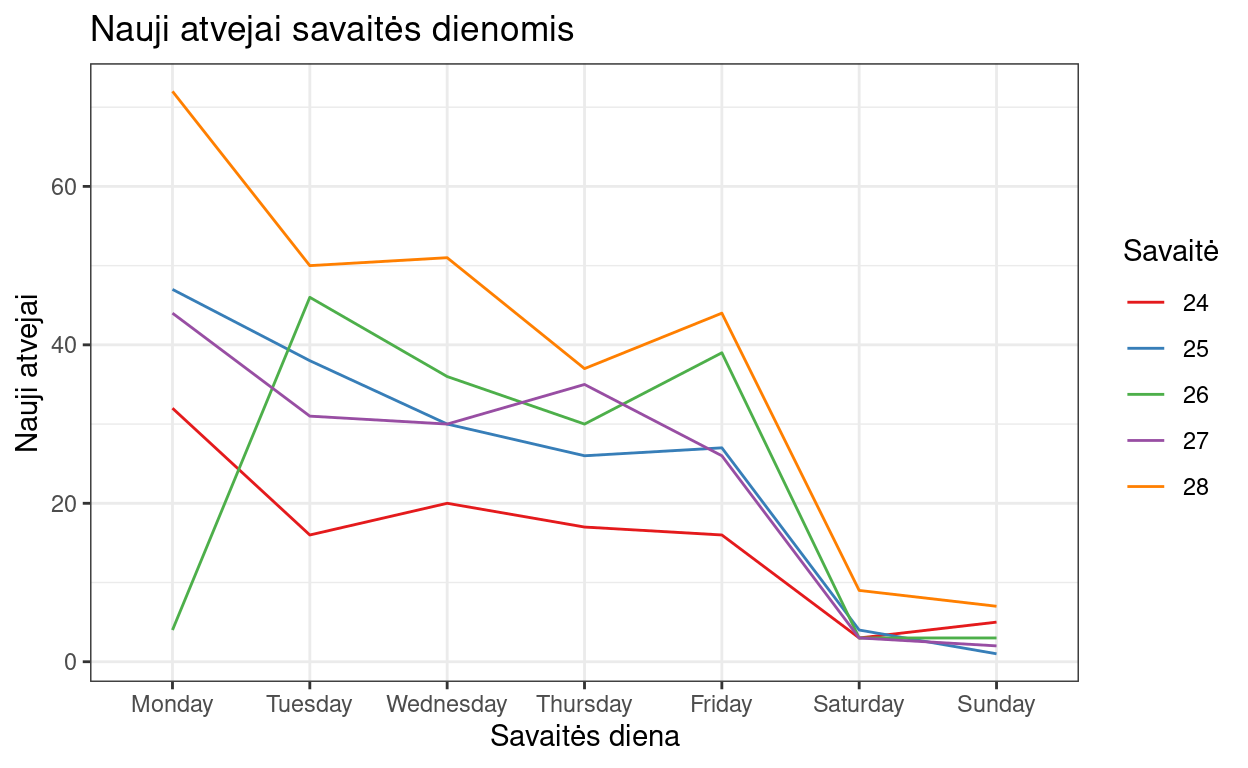 Nauji atvejai savaitės dienomis
Nauji atvejai
60
40
20
0
Monday Tuesday Wednesday Thursday Friday Saturday Sunday
Savaitės diena
Savaitė
24
25
26
27
28